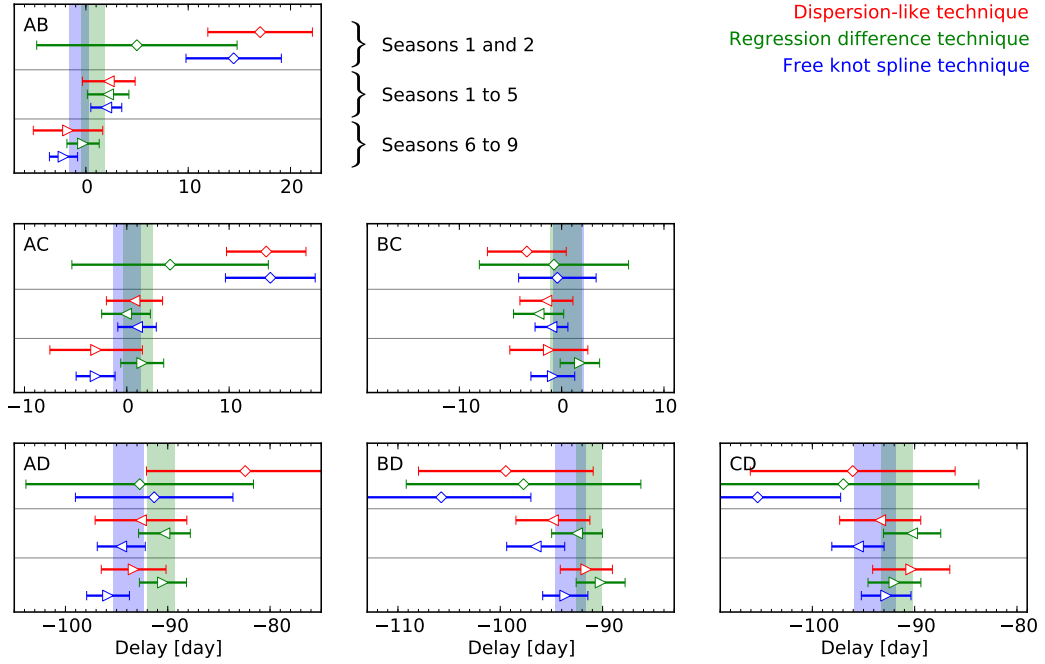 AB
Dispersion-like technique
Regression difference technique
Free knot spline technique
} Seasons 1 and 2
} Seasons 1 to 5
} Seasons 6 to 9
0 10 20
AC
BC
−10 0 10
−10 0 10
AD
BD
CD
−100 −90 −80
−110 −100 −90
−100 −90 −80
Delay [day]
Delay [day]
Delay [day]